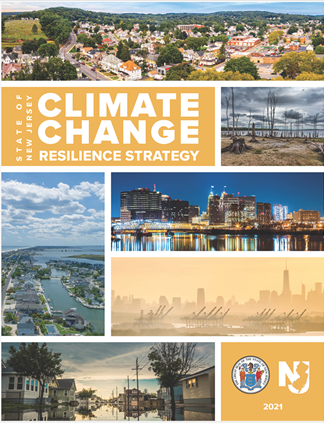 STATE OF
NEW JERSEY
CLIMATE
CHANGE
RESILIENCE STRATEGY
NJ
2021